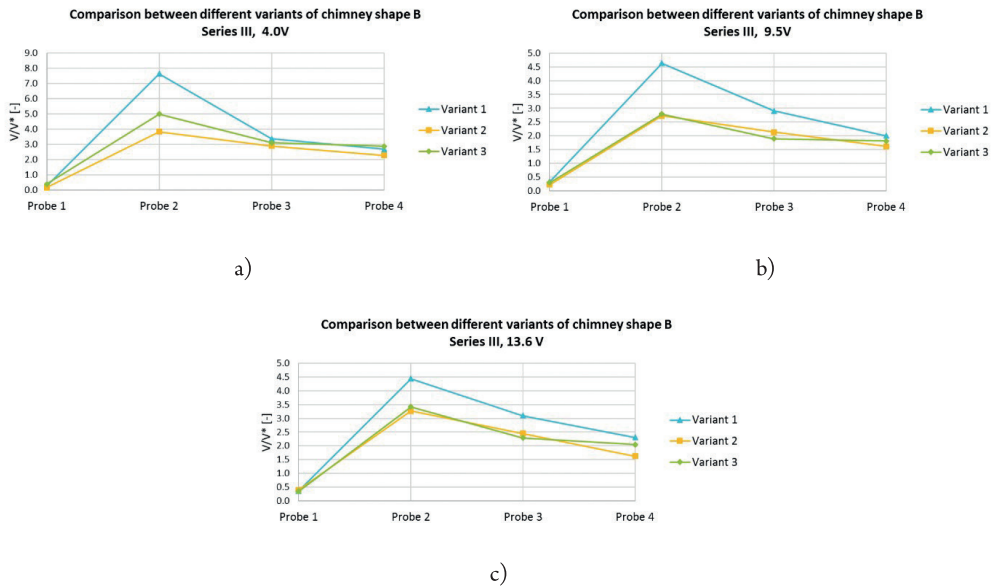 Comparison between different variants of chimney shape B
Series III, 4.0V
9.0
8.0
7.0
6.0
5.0
4.0
3.0
2.0
1.0
0.0
V/V* [-]
Probe 1 Probe 2 Probe 3 Probe 4
Variant 1
Variant 2
Variant 3
a)
Comparison between different variants of chimney shape B
Series III, 9.5V
5.0
4.5
4.0
3.5
3.0
2.5
2.0
1.5
1.0
0.5
0.0
V/V* [-]
Probe 1 Probe 2 Probe 3 Probe 4
Variant 1
Variant 2
Variant 3
b)
Comparison between different variants of chimney shape B
Series III, 13.6 V
5.0
4.5
4.0
3.5
3.0
2.5
2.0
1.5
1.0
0.5
0.0
V/V* [-]
Probe 1 Probe 2 Probe 3 Probe 4
Variant 1
Variant 2
Variant 3
c)